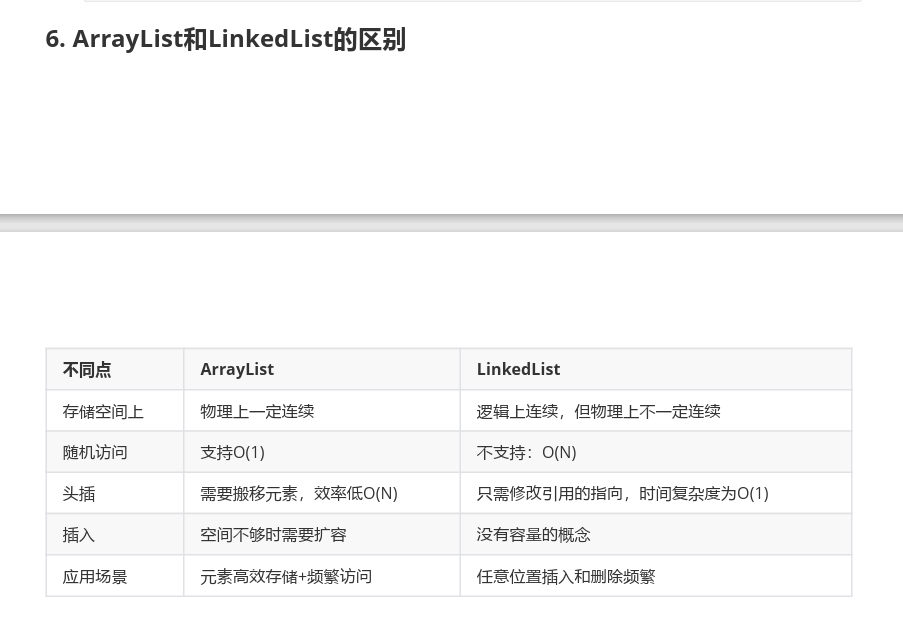 6. ArrayList和LinkedList的区别
不同点 ArrayList LinkedList
存储空间上 物理上一定连续 逻辑上连续，但物理上不一定连续
随机访问 支持O(1) 不支持：O(N)
头插 需要搬移元素，效率低O(N) 只需修改引用的指向，时间复杂度为O(1)
插入 空间不够时需要扩容 没有容量的概念
应用场景 元素高效存储+频繁访问 任意位置插入和删除频繁